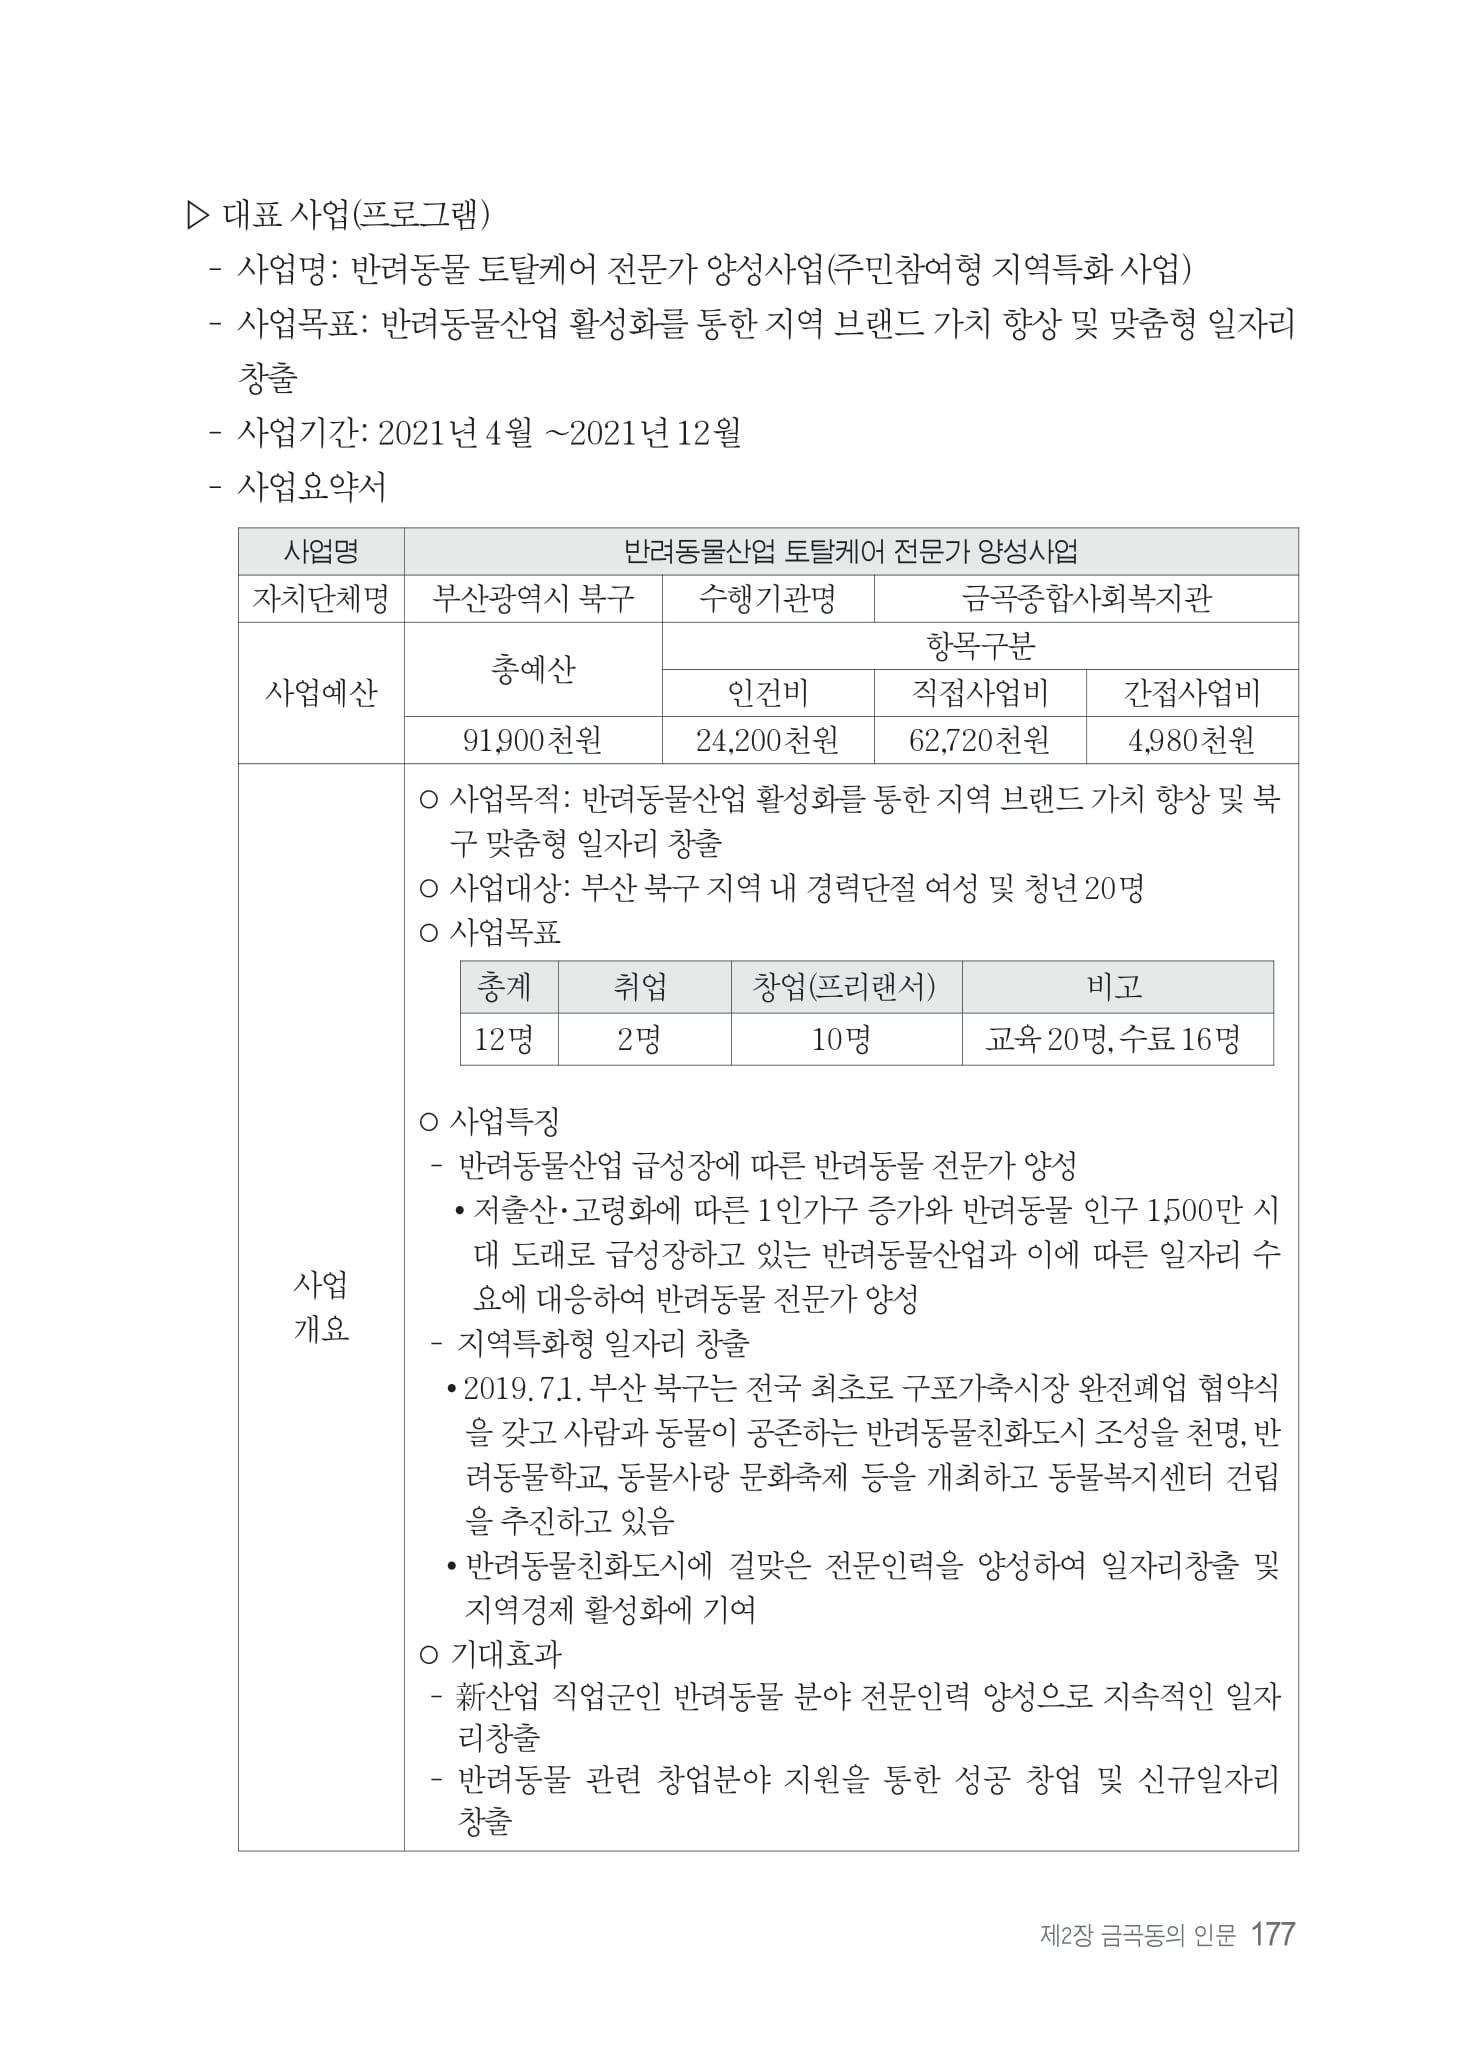 ▷ 대표 사업(프로그램)
- 사업명: 반려동물 토탈케어 전문가 양성사업(주민참여형 지역특화 사업)
- 사업목표: 반려동물산업 활성화를 통한 지역 브랜드 가치 향상 및 맞춤형 일자리
창출
- 사업기간: 2021년 4월 ~2021년 12월
- 사업요약서
사업명 반려동물산업 토탈케어 전문가 양성사업
자치단체명 부산광역시 북구 수행기관명 금곡종합사회복지관
사업예산 총예산 항목구분
인건비 직접사업비 간접사업비
91,900천원 24,200천원 62,720천원 4,980천원
사업
개요
○ 사업목적: 반려동물산업 활성화를 통한 지역 브랜드 가치 향상 및 북
구 맞춤형 일자리 창출
○ 사업대상: 부산 북구 지역 내 경력단절 여성 및 청년 20명
○ 사업목표
총계 취업 창업(프리랜서) 비고
12명 2명 10명 교육 20명, 수료 16명
○ 사업특징
- 반려동물산업 급성장에 따른 반려동물 전문가 양성
• 저출산·고령화에 따른 1인가구 증가와 반려동물 인구 1,500만 시
대 도래로 급성장하고 있는 반려동물산업과 이에 따른 일자리 수
요에 대응하여 반려동물 전문가 양성
- 지역특화형 일자리 창출
• 2019. 7.1. 부산 북구는 전국 최초로 구포가축시장 완전폐업 협약식
을 갖고 사람과 동물이 공존하는 반려동물친화도시 조성을 천명, 반
려동물학교, 동물사랑 문화축제 등을 개최하고 동물복지센터 건립
을 추진하고 있음
• 반려동물친화도시에 걸맞은 전문인력을 양성하여 일자리창출 및
지역경제 활성화에 기여
○ 기대효과
- 新산업 직업군인 반려동물 분야 전문인력 양성으로 지속적인 일자
리창출
- 반려동물 관련 창업분야 지원을 통한 성공 창업 및 신규일자리
창출
제2장 금곡동의 인문 177